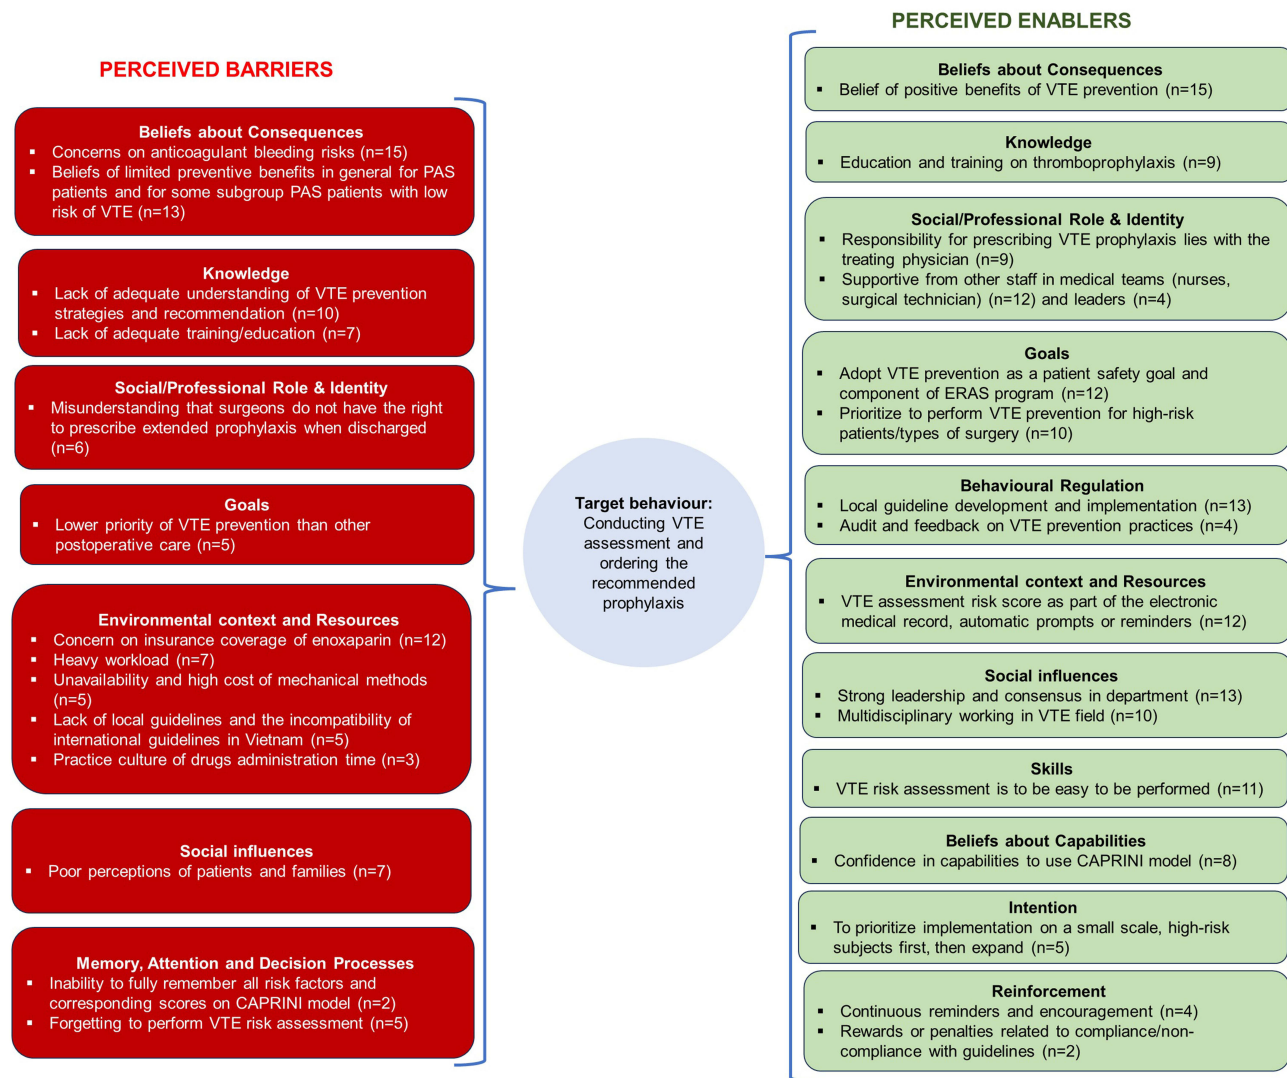 PERCEIVED BARRIERS
Beliefs about Consequences
▪ Concerns on anticoagulant bleeding risks (n=15)
▪ Beliefs of limited preventive benefits in general for PAS
patients and for some subgroup PAS patients with low
risk of VTE (n=13)
Knowledge
▪ Lack of adequate understanding of VTE prevention
strategies and recommendation (n=10)
▪ Lack of adequate training/education (n=7)
Social/Professional Role & Identity
▪ Misunderstanding that surgeons do not have the right
to prescribe extended prophylaxis when discharged
(n=6)
Goals
▪ Lower priority of VTE prevention than other
postoperative care (n=5)
Environmental context and Resources
▪ Concern on insurance coverage of enoxaparin (n=12)
▪ Heavy workload (n=7)
▪ Unavailability and high cost of mechanical methods
(n=5)
▪ Lack of local guidelines and the incompatibility of
international guidelines in Vietnam (n=5)
▪ Practice culture of drugs administration time (n=3)
Social influences
▪ Poor perceptions of patients and families (n=7)
Memory, Attention and Decision Processes
▪ Inability to fully remember all risk factors and
corresponding scores on CAPRINI model (n=2)
▪ Forgetting to perform VTE risk assessment (n=5)
Target behaviour:
Conducting VTE
assessment and
ordering the
recommended
prophylaxis
PERCEIVED ENABLERS
Beliefs about Consequences
▪ Belief of positive benefits of VTE prevention (n=15)
Knowledge
▪ Education and training on thromboprophylaxis (n=9)
Social/Professional Role & Identity
▪ Responsibility for prescribing VTE prophylaxis lies with the
treating physician (n=9)
▪ Supportive from other staff in medical teams (nurses,
surgical technician) (n=12) and leaders (n=4)
Goals
▪ Adopt VTE prevention as a patient safety goal and
component of ERAS program (n=12)
▪ Prioritize to perform VTE prevention for high-risk
patients/types of surgery (n=10)
Behavioural Regulation
▪ Local guideline development and implementation (n=13)
▪ Audit and feedback on VTE prevention practices (n=4)
Environmental context and Resources
▪ VTE assessment risk score as part of the electronic
medical record, automatic prompts or reminders (n=12)
Social influences
▪ Strong leadership and consensus in department (n=13)
▪ Multidisciplinary working in VTE field (n=10)
Skills
▪ VTE risk assessment is to be easy to be performed (n=11)
Beliefs about Capabilities
▪ Confidence in capabilities to use CAPRINI model (n=8)
Intention
▪ To prioritize implementation on a small scale, high-risk
subjects first, then expand (n=5)
Reinforcement
▪ Continuous reminders and encouragement (n=4)
▪ Rewards or penalties related to compliance/non-
compliance with guidelines (n=2)